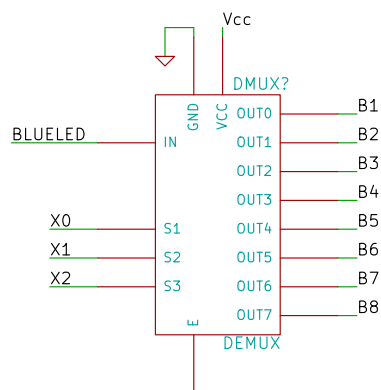 Vcc
DMUX?
GND
VCC
OUT0 B1
BLUELED IN OUT1 B2
OUT2 B3
OUT3 B4
X0 S1 OUT4 B5
X1 S2 OUT5 B6
X2 S3 OUT6 B7
OUT7 B8
E
DEMUX